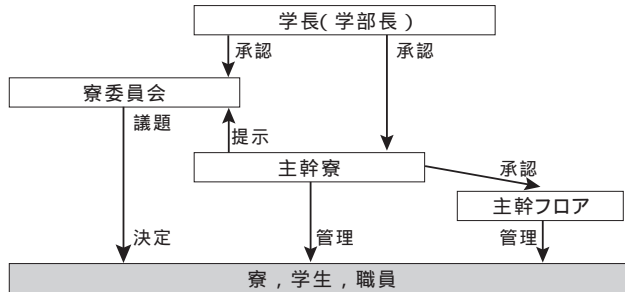 学長( 学部長 )
承認
承認
寮委員会
議題
提示
主幹寮
承認
主幹フロア
決定
管理
管理
寮 , 学生 , 職員